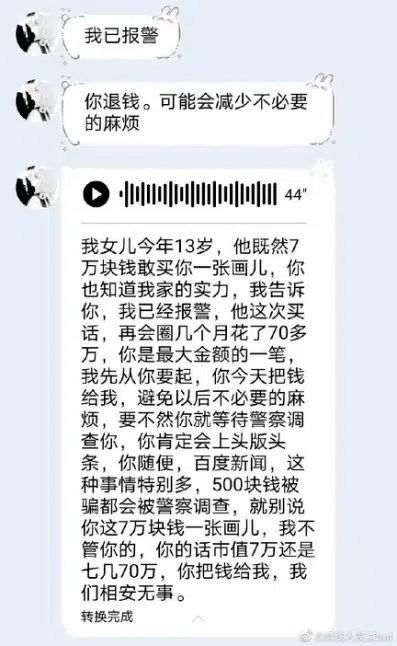 我已报警
你退钱。可能会减少不必要
的麻烦
44"
我女儿今年13岁，他既然7
万块钱敢买你一张画儿，你
也知道我家的实力，我告诉
你，我已经报警，他这次买
话，再会圈几个月花了70多
万，你是最大金额的一笔，
我先从你要起，你今天把钱
给我，避免以后不必要的麻
烦，要不然你就等待警察调
查你，你肯定会上头版头
条，你随便，百度新闻，这
种事情特别多，500块钱被
骗都会被警察调查，就别说
你这7万块钱一张画儿，我不
管你的，你的话市值7万还是
七几70万，你把钱给我，我
们相安无事。
转换完成